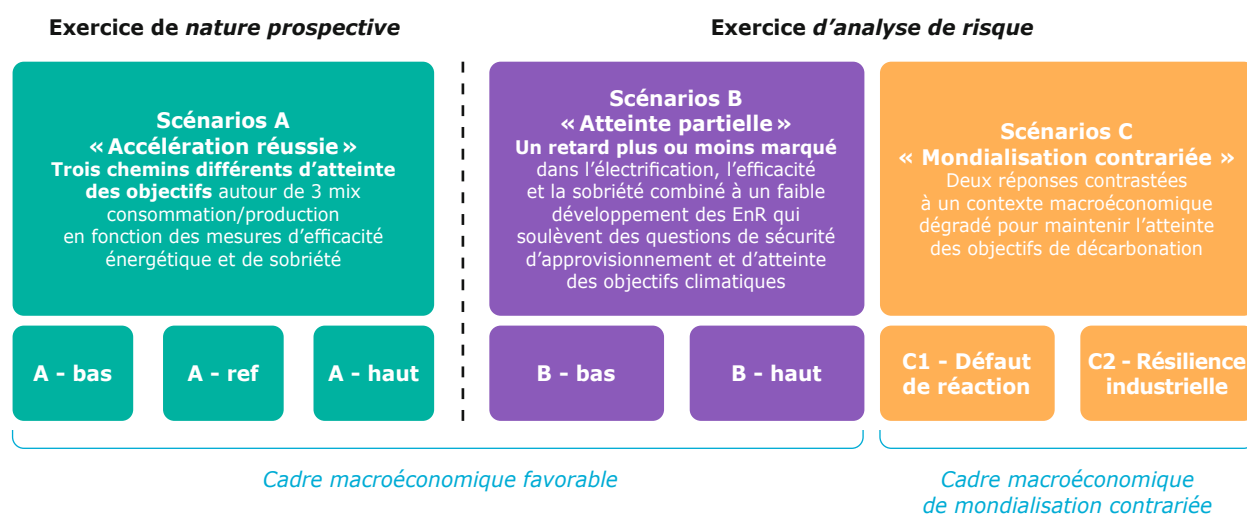 Exercice de nature prospective
Exercice d’analyse de risque
Scénarios A
« Accélération réussie »
Trois chemins différents d’atteinte
des objectifs autour de 3 mix
consommation/production
en fonction des mesures d’efficacité
énergétique et de sobriété
A - bas
A - ref
A - haut
Scénarios B
« Atteinte partielle »
Un retard plus ou moins marqué
dans l’électrification, l’efficacité
et la sobriété combiné à un faible
développement des EnR qui
soulèvent des questions de sécurité
d’approvisionnement et d’atteinte
des objectifs climatiques
B - bas
B - haut
Scénarios C
« Mondialisation contrariée »
Deux réponses contrastées
à un contexte macroéconomique
dégradé pour maintenir l’atteinte
des objectifs de décarbonation
C1 - Défaut
de réaction
C2 - Résilience
industrielle
Cadre macroéconomique favorable
Cadre macroéconomique
de mondialisation contrariée